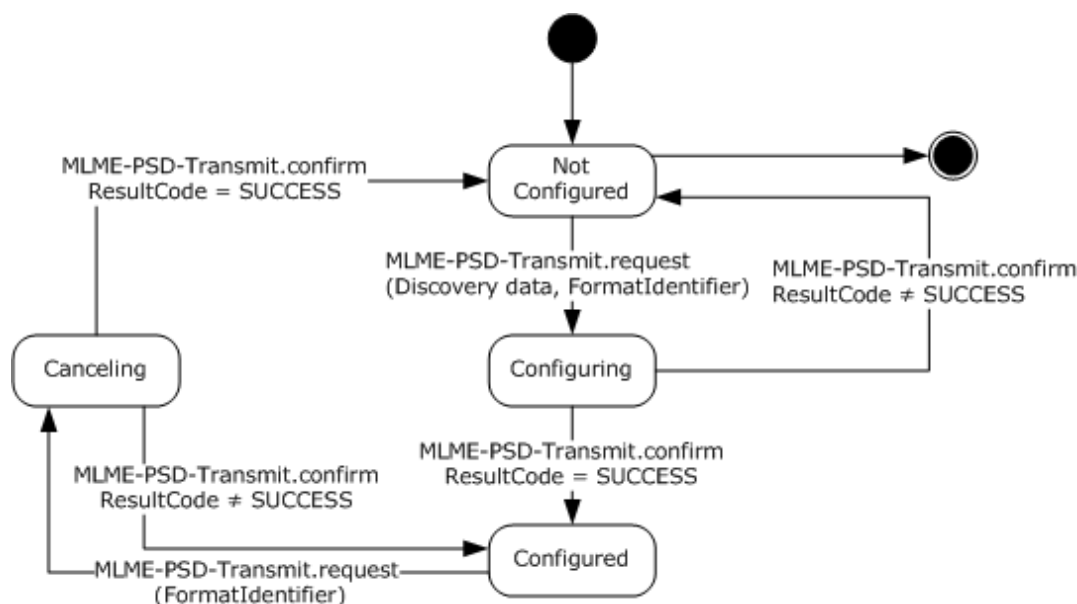 MLME-PSD-Transmit.confirm
ResultCode = SUCCESS
Not
Configured
MLME-PSD-Transmit.request
(Discovery data, FormatIdentifier)
MLME-PSD-Transmit.confirm
ResultCode ≠ SUCCESS
Canceling
Configuring
MLME-PSD-Transmit.confirm
ResultCode = SUCCESS
MLME-PSD-Transmit.confirm
ResultCode ≠ SUCCESS
Configured
MLME-PSD-Transmit.request
(FormatIdentifier)